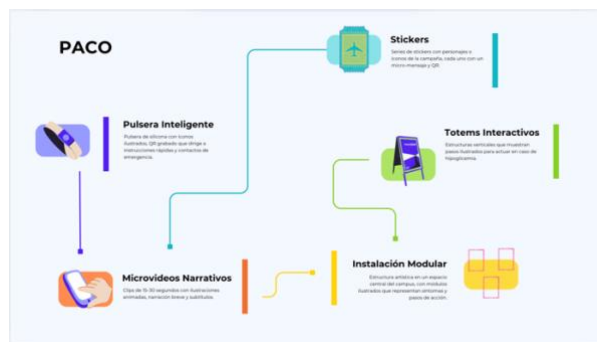 PACO
Stickers
Series de stickers con personajes o
íconos de la campaña, cada uno con un
micro mensaje y QR.
Pulsera Inteligente
Pulsera de silicona con íconos
ilustrados, QR grabado que dirige a
instrucciones rápidas y contactos de
emergencia.
Totems Interactivos
Estructuras verticales que muestran
pasos ilustrados para actuar en caso de
hipoglicemia.
Microvideos Narrativos
Clips de 15-30 segundos con ilustraciones
animadas, narración breve y subtítulos.
Instalación Modular
Estructura artística en un espacio
central del campus, con módulos
ilustrados que representan síntomas y
pasos de acción.